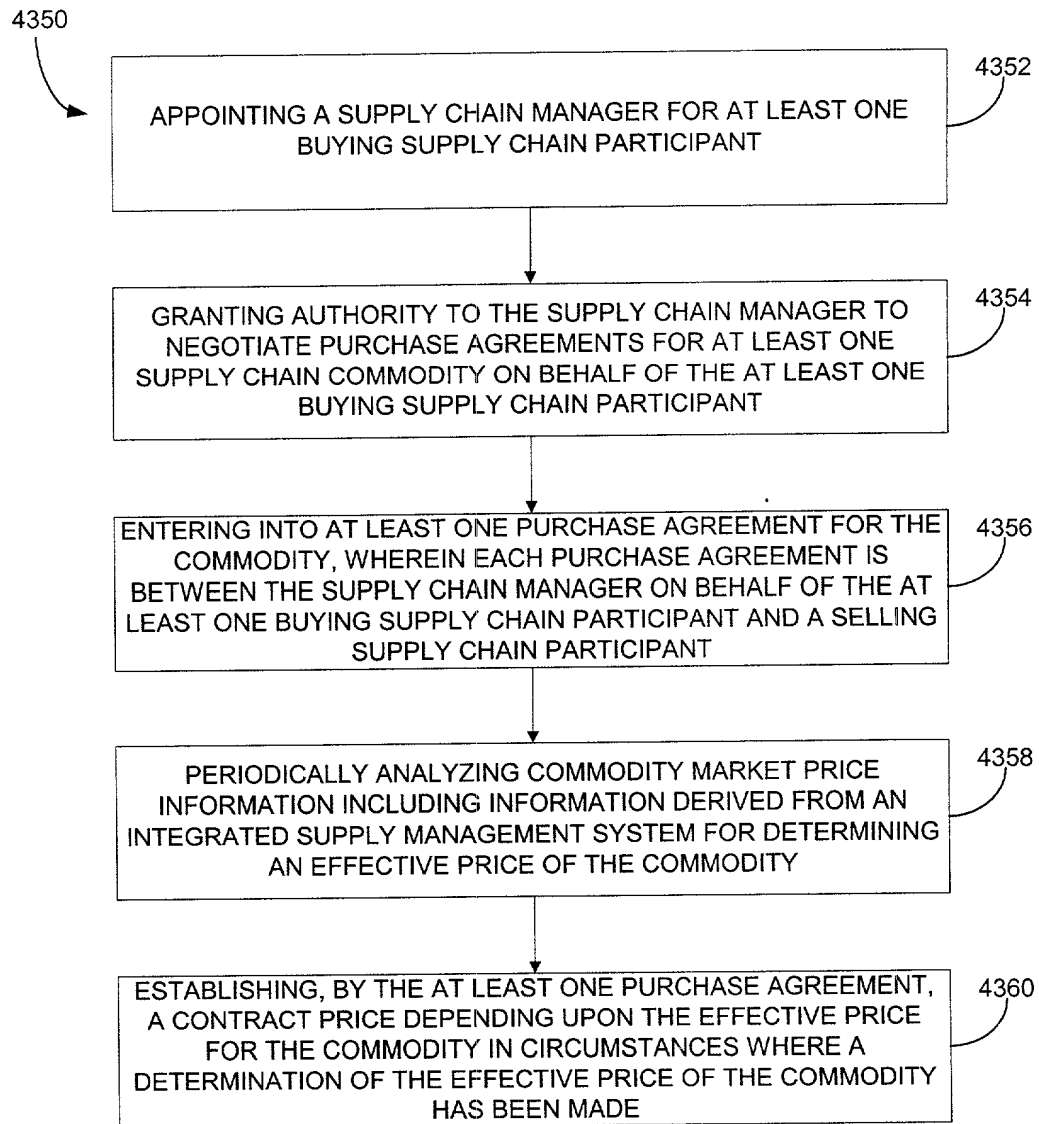 4350
4352
APPOINTING A SUPPLY CHAIN MANAGER FOR AT LEAST ONE
BUYING SUPPLY CHAIN PARTICIPANT
4354
GRANTING AUTHORITY TO THE SUPPLY CHAIN MANAGER TO
NEGOTIATE PURCHASE AGREEMENTS FOR AT LEAST ONE
SUPPLY CHAIN COMMODITY ON BEHALF OF THE AT LEAST ONE
BUYING SUPPLY CHAIN PARTICIPANT
4356
ENTERING INTO AT LEAST ONE PURCHASE AGREEMENT FOR THE
COMMODITY, WHEREIN EACH PURCHASE AGREEMENT IS
BETWEEN THE SUPPLY CHAIN MANAGER ON BEHALF OF THE AT
LEAST ONE BUYING SUPPLY CHAIN PARTICIPANT AND A SELLING
SUPPLY CHAIN PARTICIPANT
4358
PERIODICALLY ANALYZING COMMODITY MARKET PRICE
INFORMATION INCLUDING INFORMATION DERIVED FROM AN
INTEGRATED SUPPLY MANAGEMENT SYSTEM FOR DETERMINING
AN EFFECTIVE PRICE OF THE COMMODITY
4360
ESTABLISHING, BY THE AT LEAST ONE PURCHASE AGREEMENT,
A CONTRACT PRICE DEPENDING UPON THE EFFECTIVE PRICE
FOR THE COMMODITY IN CIRCUMSTANCES WHERE A
DETERMINATION OF THE EFFECTIVE PRICE OF THE COMMODITY
HAS BEEN MADE